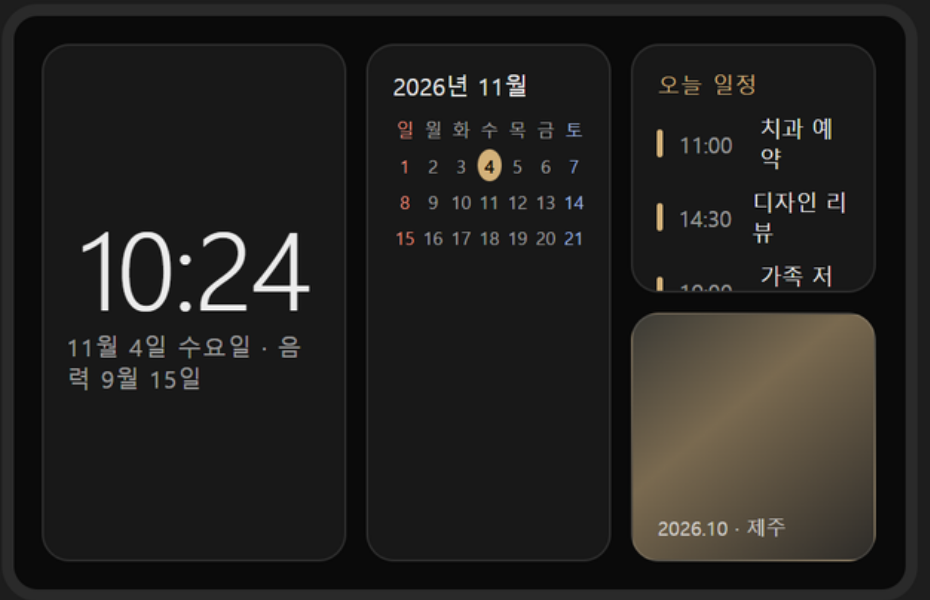 10:24
11월 4일 수요일 · 음
력 9월 15일
2026년 11월
일 월 화 수 목 금 토
1 2 3 4 5 6 7
8 9 10 11 12 13 14
15 16 17 18 19 20 21
오늘 일정
11:00 치과 예
약
14:30 디자인 리
뷰
가족 저
2026.10 · 제주